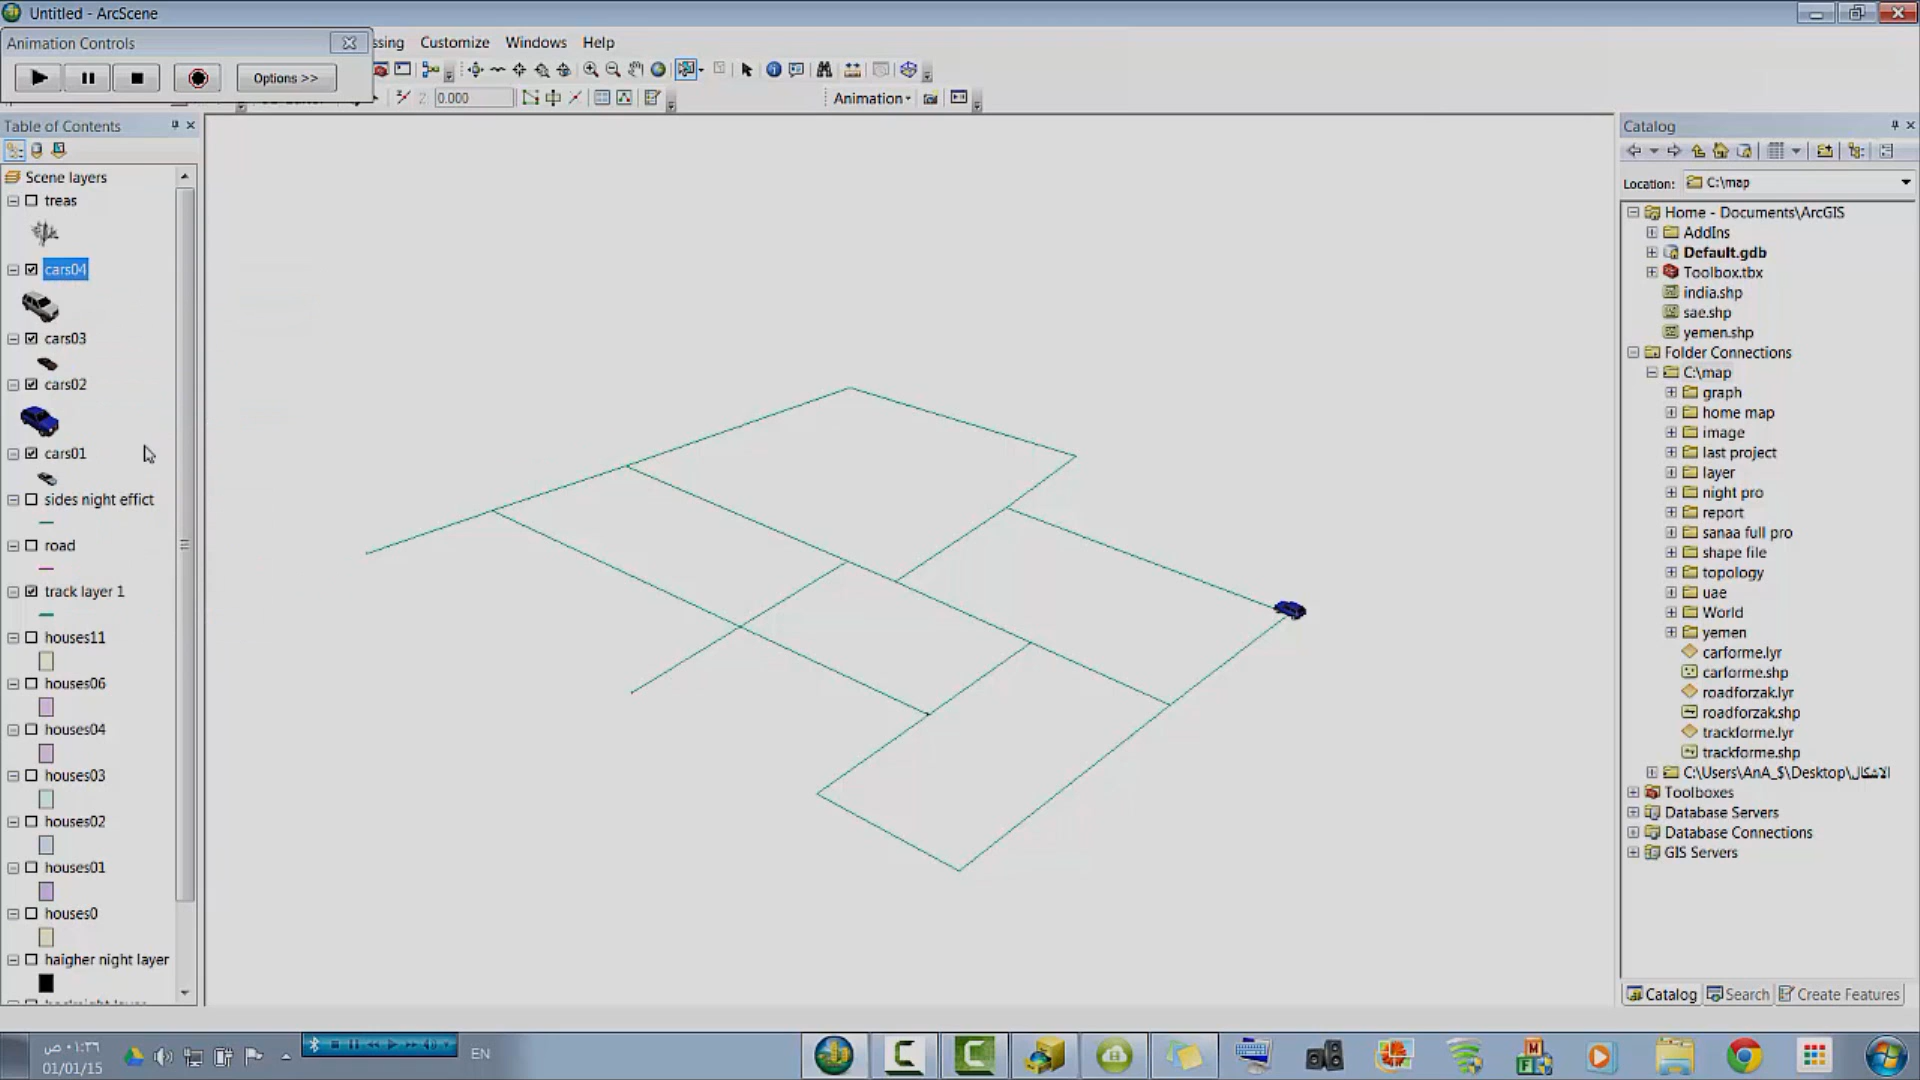 Untitled - ArcScene
Animation Controls
ssing Customize Windows Help
Options >>
Z: 0.000
Animation
Table of Contents
Scene layers
treas
cars04
cars03
cars02
cars01
sides night effict
road
track layer 1
houses11
houses06
houses04
houses03
houses02
houses01
houses0
haigher night layer
Catalog
Location: C:\map
Home - Documents\ArcGIS
AddIns
Default.gdb
Toolbox.tbx
india.shp
sae.shp
yemen.shp
Folder Connections
C:\map
graph
home map
image
last project
layer
night pro
report
sanaa full pro
shape file
topology
uae
World
yemen
carforme.lyr
carforme.shp
roadforzak.lyr
roadforzak.shp
trackforme.lyr
trackforme.shp
C:\Users\AnA_$\Desktop\الاشكال
Toolboxes
Database Servers
Database Connections
GIS Servers
Catalog Search Create Features
٠١:٣٦ ص
01/01/15
EN